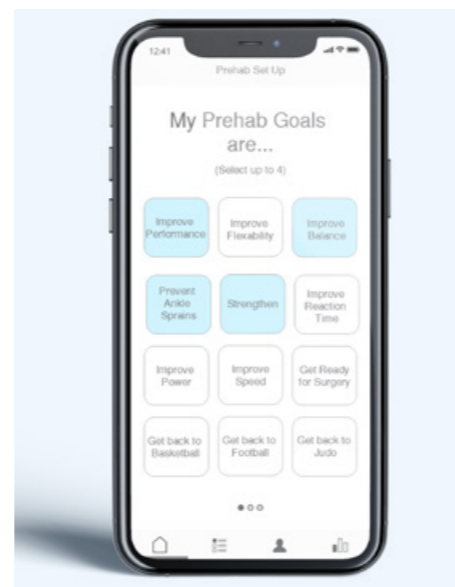 12:41
Prehab Set Up
My Prehab Goals
are...
(Select up to 4)
Improve
Performance
Improve
Flexability
Improve
Balance
Prevent
Ankle
Sprains
Strengthen
Improve
Reaction
Time
Improve
Power
Improve
Speed
Get Ready
for Surgery
Get back to
Basketball
Get back to
Football
Get back to
Judo